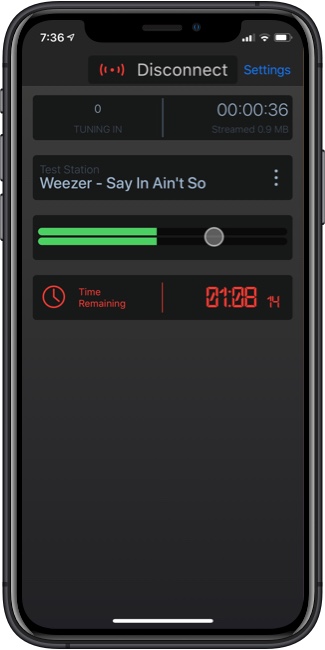 7:36
Disconnect
Settings
0
TUNING IN
00:00:36
Streamed 0.9 MB
Test Station
Weezer - Say In Ain't So
Time
Remaining
01:08 14